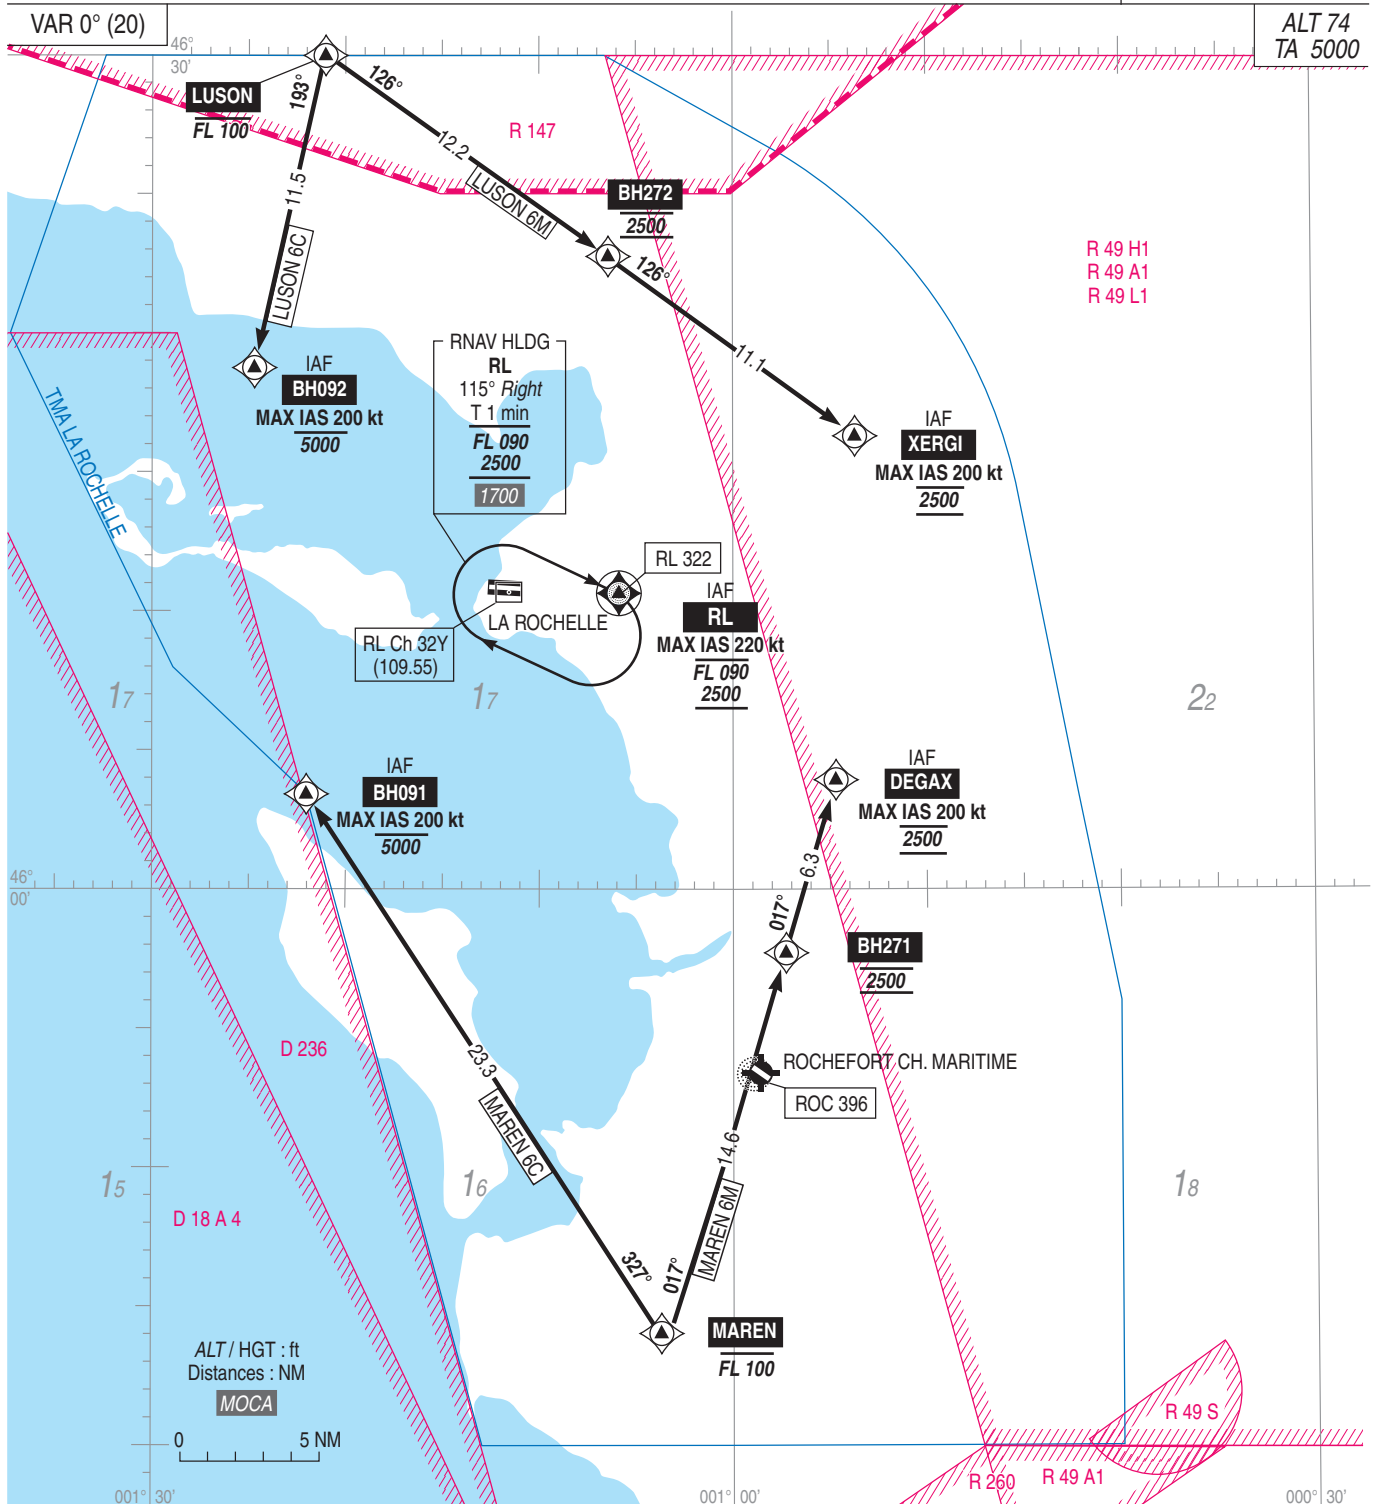 VAR 0° (20)
ALT 74
TA 5000
46°
30'
LUSON
FL 100
193°
126°
12.2
LUSON 6M
R 147
11.5
LUSON 6C
BH272
2500
126°
11.1
R 49 H1
R 49 A1
R 49 L1
IAF
BH092
MAX IAS 200 kt
5000
RNAV HLDG
RL
115° Right
T 1 min
FL 090
2500
1700
IAF
XERGI
MAX IAS 200 kt
2500
TMA LA ROCHELLE
RL 322
LA ROCHELLE
RL Ch 32Y
(109.55)
IAF
RL
MAX IAS 220 kt
FL 090
2500
17
17
22
IAF
BH091
MAX IAS 200 kt
5000
IAF
DEGAX
MAX IAS 200 kt
2500
6.3
46°
00'
017°
BH271
2500
D 236
23.3
MAREN 6C
ROCHEFORT CH. MARITIME
ROC 396
14.6
MAREN 6M
15
16
18
D 18 A 4
327°
017°
MAREN
FL 100
ALT / HGT : ft
Distances : NM
MOCA
0 5 NM
R 49 S
R 260
R 49 A1
001° 30'
001° 00'
000° 30'